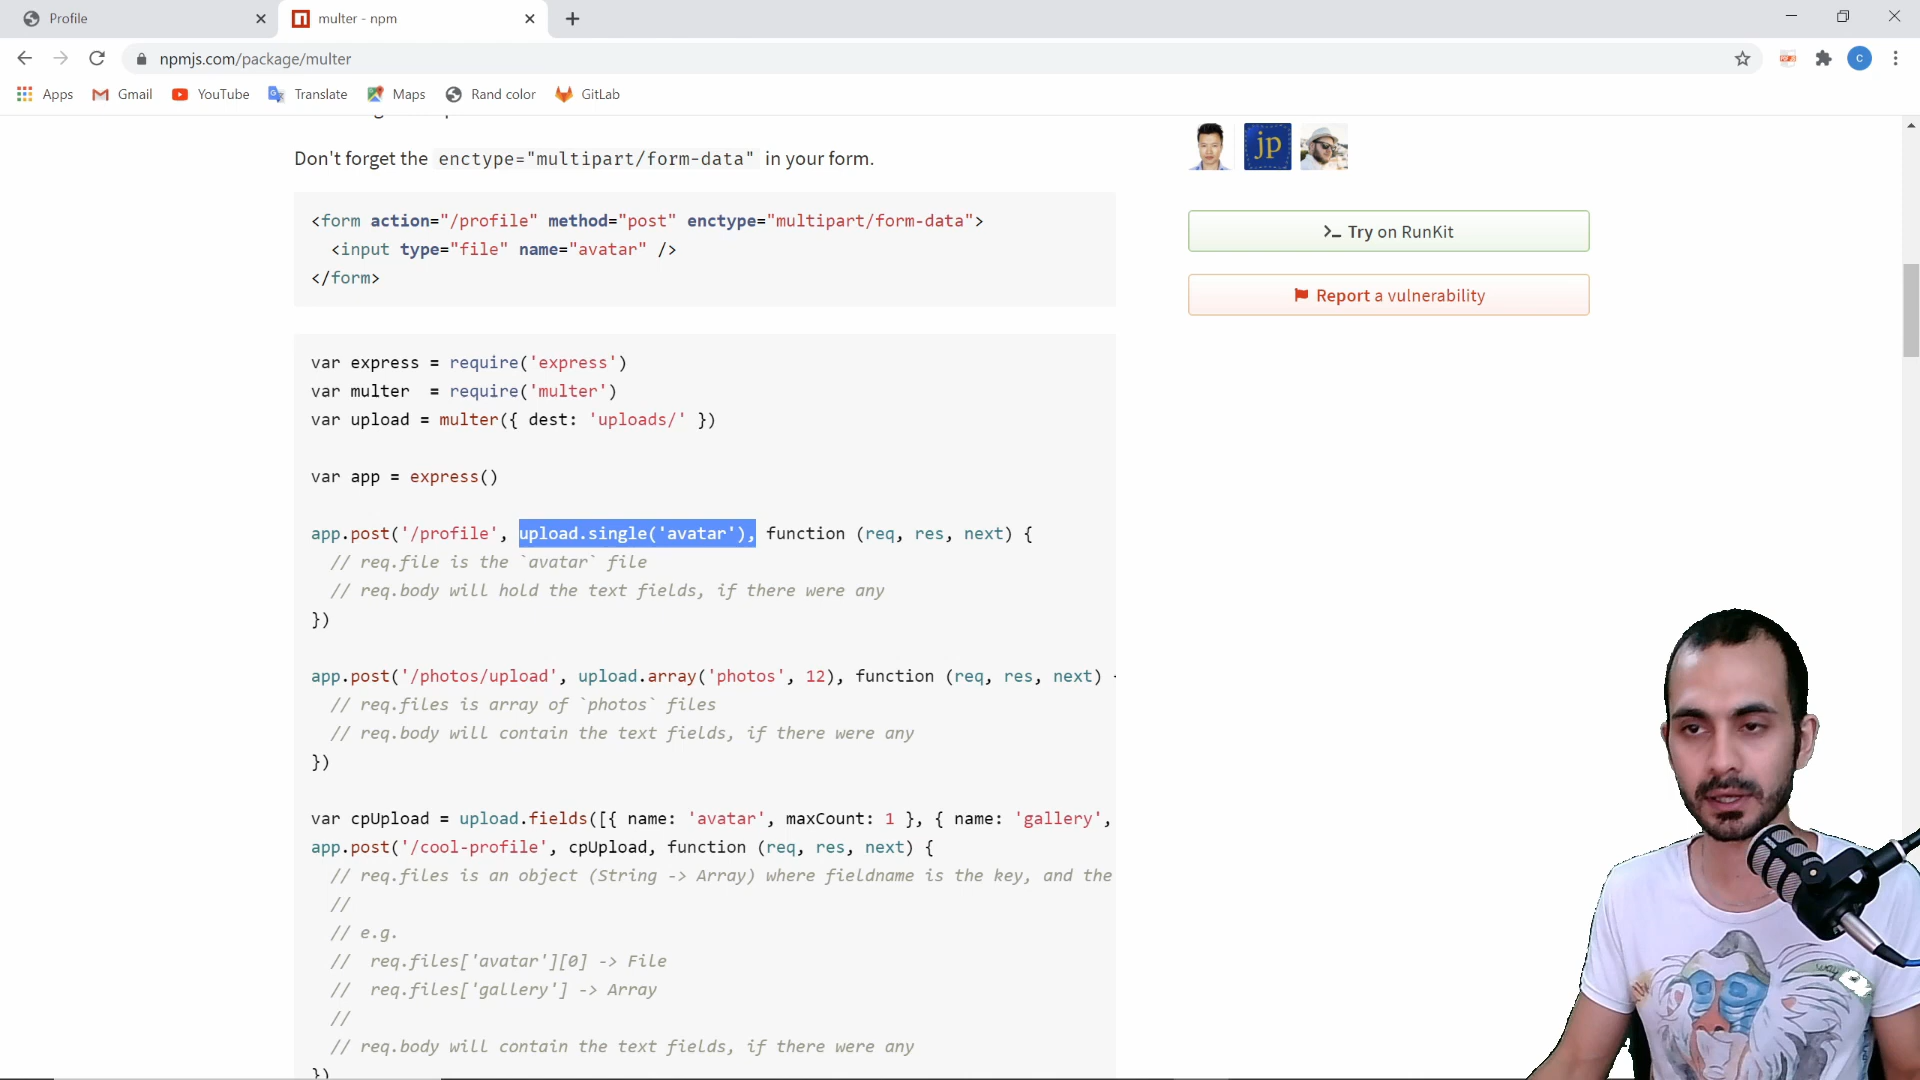 Profile
multer - npm
npmjs.com/package/multer
C
Apps
Gmail
YouTube
Translate
Maps
Rand color
GitLab
Don't forget the enctype="multipart/form-data" in your form.
<form action="/profile" method="post" enctype="multipart/form-data">
<input type="file" name="avatar" />
</form>
jp
>_ Try on RunKit
Report a vulnerability
var express = require('express')
var multer  = require('multer')
var upload = multer({ dest: 'uploads/' })
var app = express()
app.post('/profile', upload.single('avatar'), function (req, res, next) {
// req.file is the `avatar` file
// req.body will hold the text fields, if there were any
})
app.post('/photos/upload', upload.array('photos', 12), function (req, res, next)
// req.files is array of `photos` files
// req.body will contain the text fields, if there were any
})
var cpUpload = upload.fields([{ name: 'avatar', maxCount: 1 }, { name: 'gallery',
app.post('/cool-profile', cpUpload, function (req, res, next) {
// req.files is an object (String -> Array) where fieldname is the key, and the
//
// e.g.
//  req.files['avatar'][0] -> File
//  req.files['gallery'] -> Array
//
// req.body will contain the text fields, if there were any
})